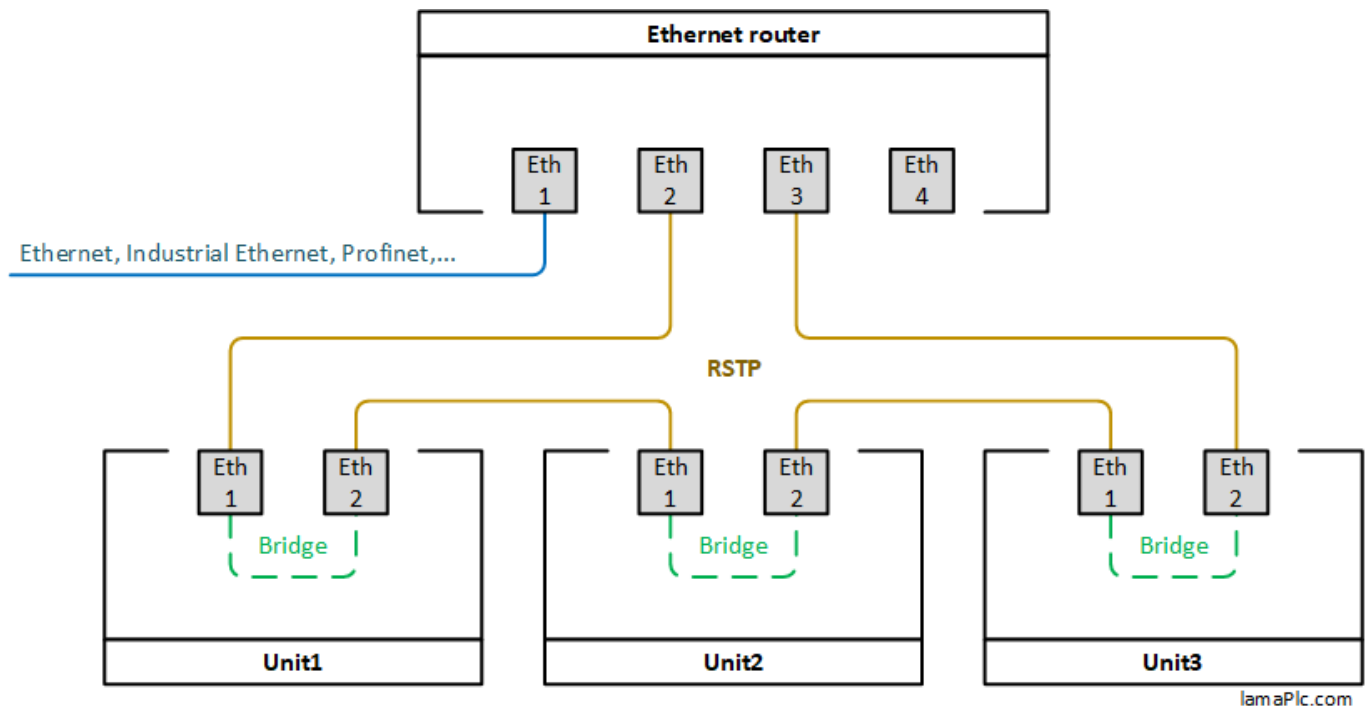 Ethernet router
Eth
1
Eth
2
Eth
3
Eth
4
Ethernet, Industrial Ethernet, Profinet,...
RSTP
Eth
1
Eth
2
Bridge
Eth
1
Eth
2
Bridge
Eth
1
Eth
2
Bridge
Unit1
Unit2
Unit3
lamaPlc.com